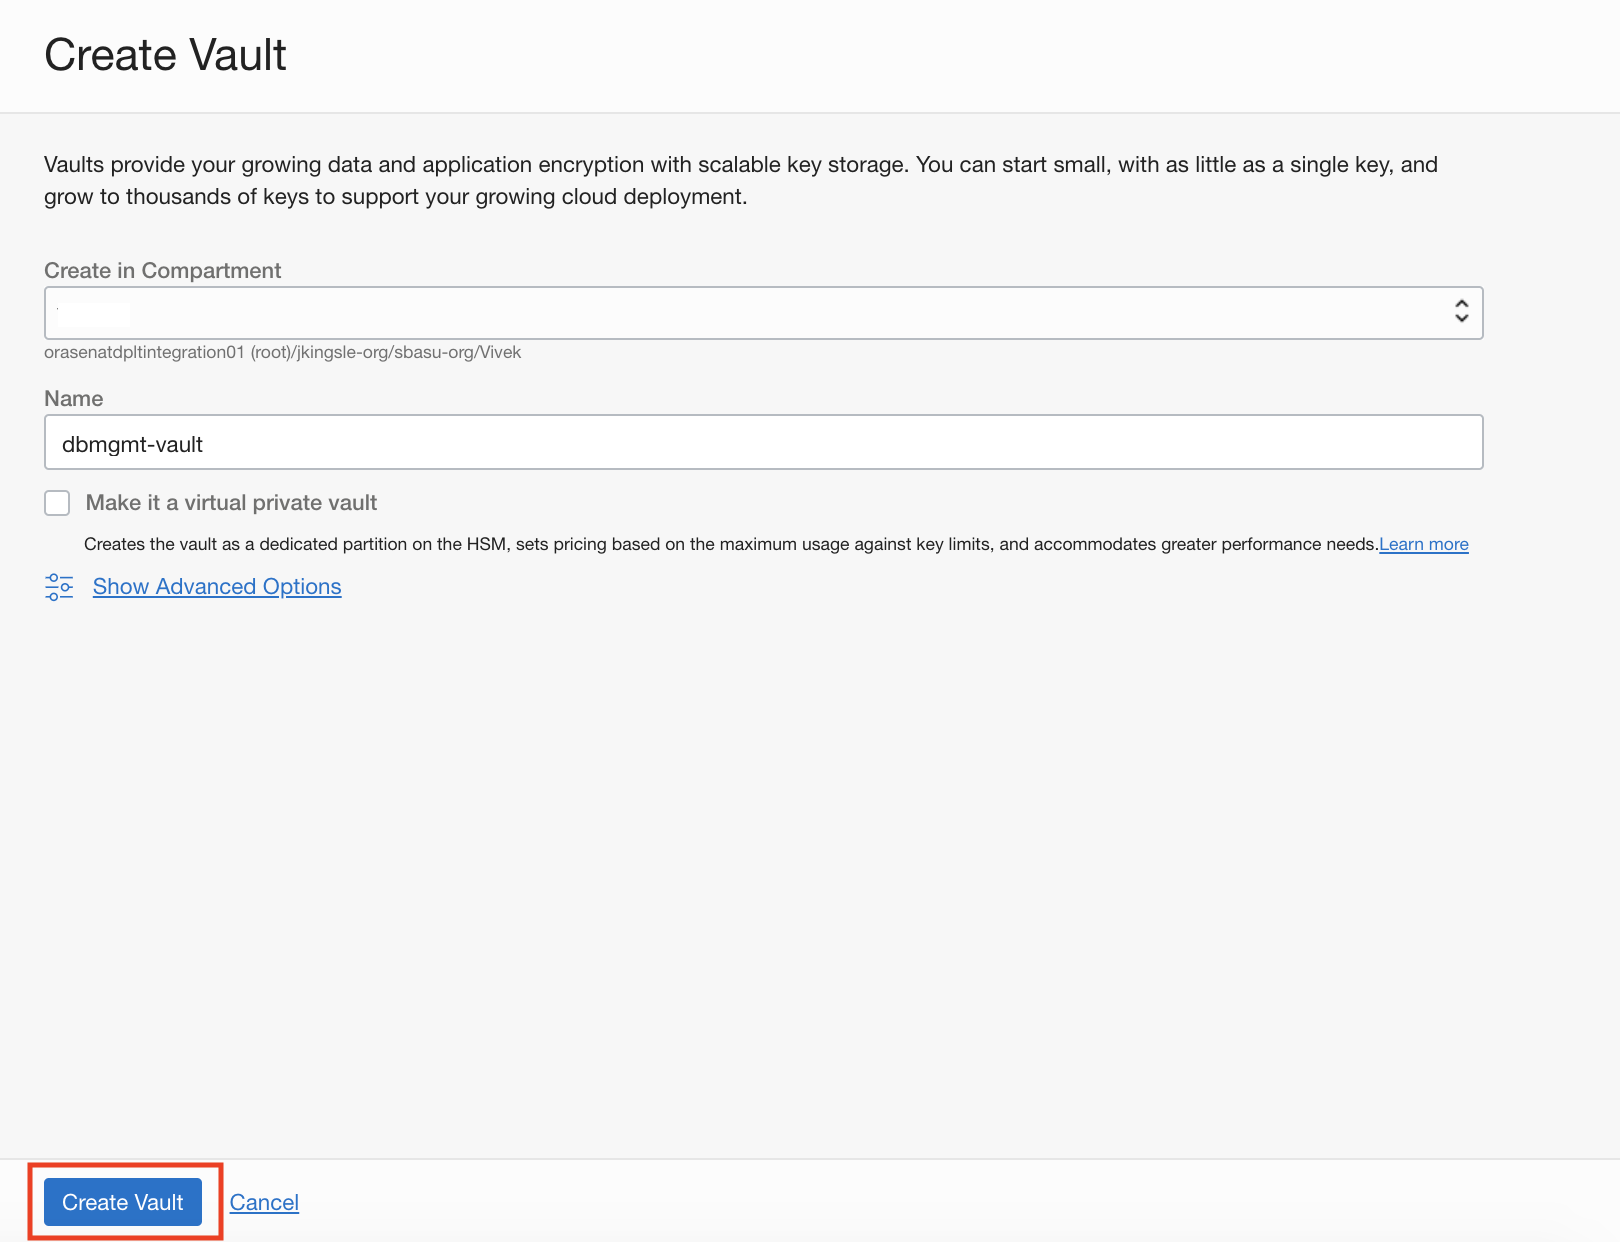 Create Vault
Vaults provide your growing data and application encryption with scalable key storage. You can start small, with as little as a single key, and
grow to thousands of keys to support your growing cloud deployment.
Create in Compartment
orasenatdpltintegration01 (root)/jkingsle-org/sbasu-org/Vivek
Name
dbmgmt-vault
Make it a virtual private vault
Creates the vault as a dedicated partition on the HSM, sets pricing based on the maximum usage against key limits, and accommodates greater performance needs.Learn more
Show Advanced Options
Create Vault Cancel